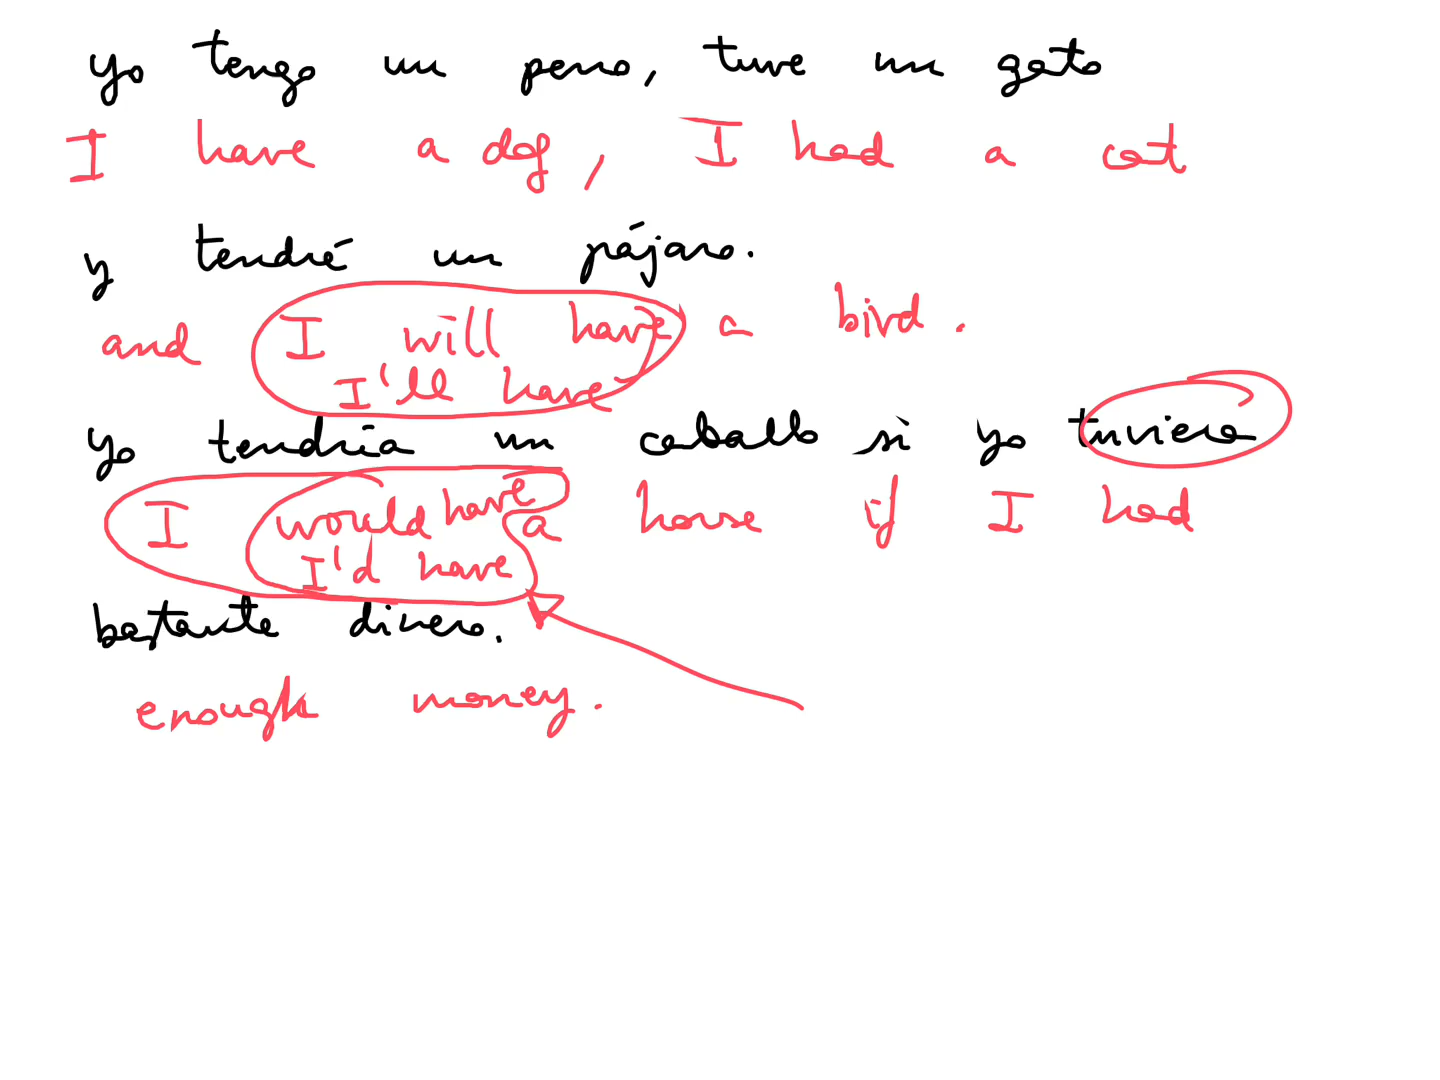 yo tengo un perro, tuve un gato
I have a dog, I had a cat
y tendré un pájaro.
and I will have a bird.
I'll have
yo tendría un caballo si yo tuviera
I would have a horse if I had
I'd have
bastante dinero.
enough money.